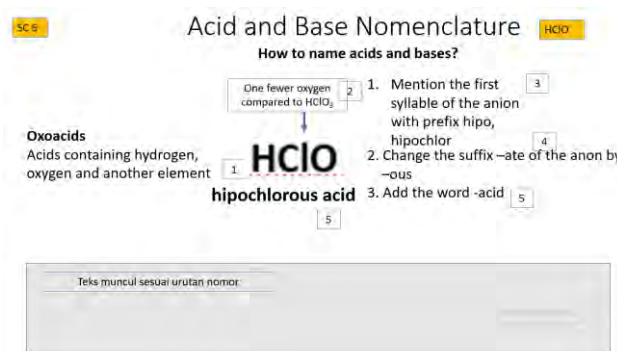 SC 6
Acid and Base Nomenclature
HClO
How to name acids and bases?
One fewer oxygen
compared to HClO₂
2
1. Mention the first
syllable of the anion
with prefix hipo,
hipochlor
3
4
Oxoacids
Acids containing hydrogen,
oxygen and another element
1
HClO
hipochlorous acid
5
2. Change the suffix –ate of the anon by
–ous
3. Add the word -acid
5
Teks muncul sesuai urutan nomor